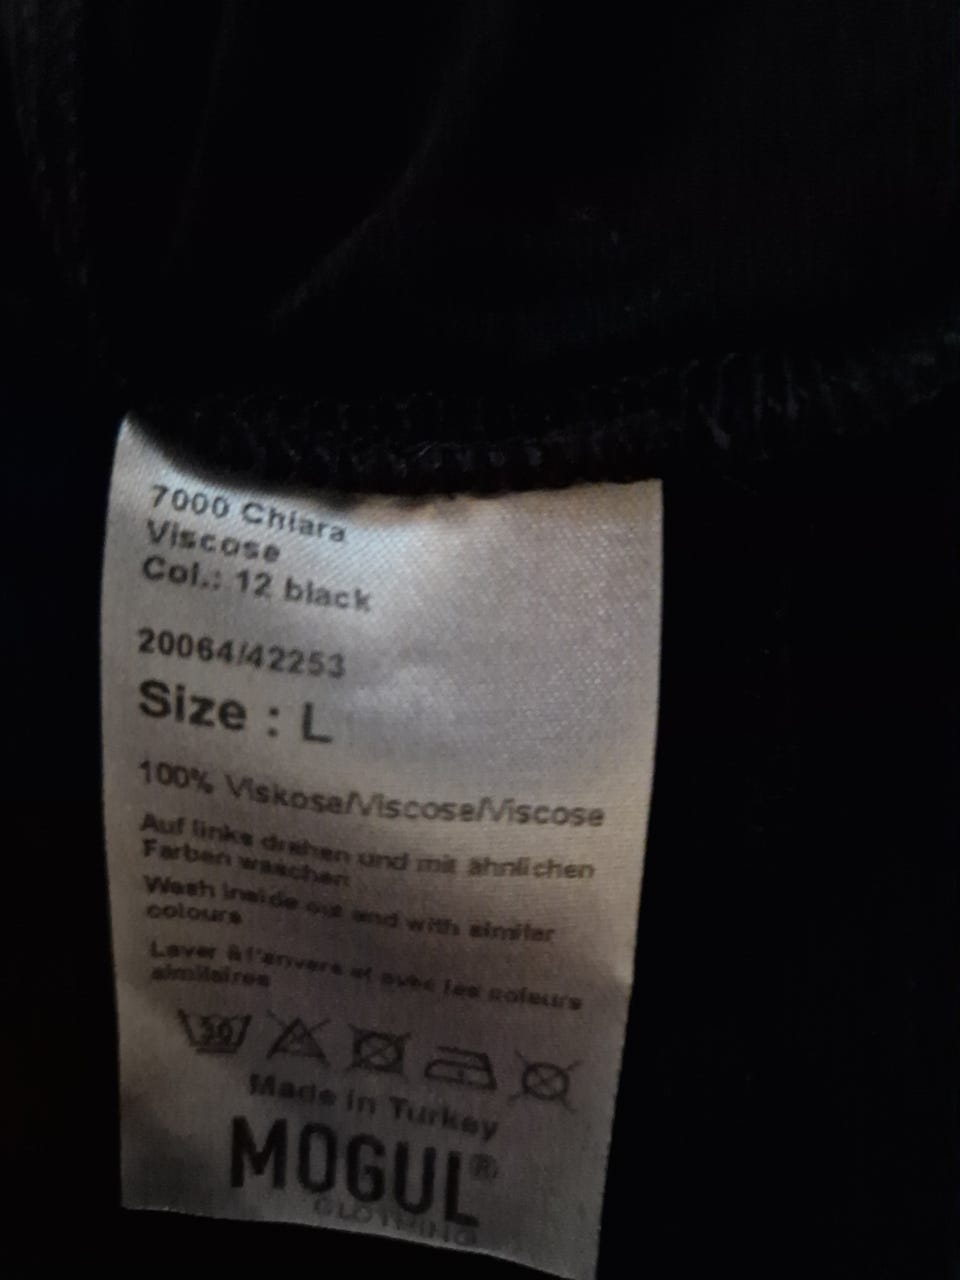 7000 Chiara
Viscose
Col.: 12 black
20064/42253
Size : L
100% Viskose/Viscose/Viscose
Auf links drehen und mit ähnlichen
Farben waschen
Wash inside out and with similar
colours
Laver à l'envers et avec les coleurs
similaires
30
Made in Turkey
MOGUL®
CLOTHING